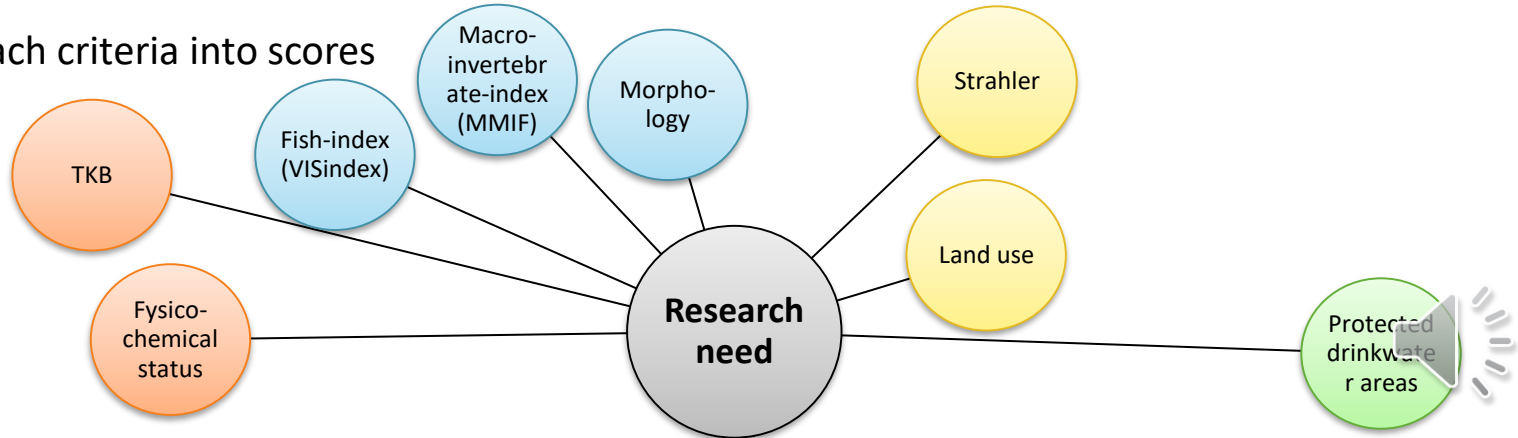 ach criteria into scores
Macro-
invertebr
ate-index
(MMIF)
Morpho-
logy
Strahler
Fish-index
(VISindex)
TKB
Land use
Research
need
Fysico-
chemical
status
Protected
drinkwate
r areas